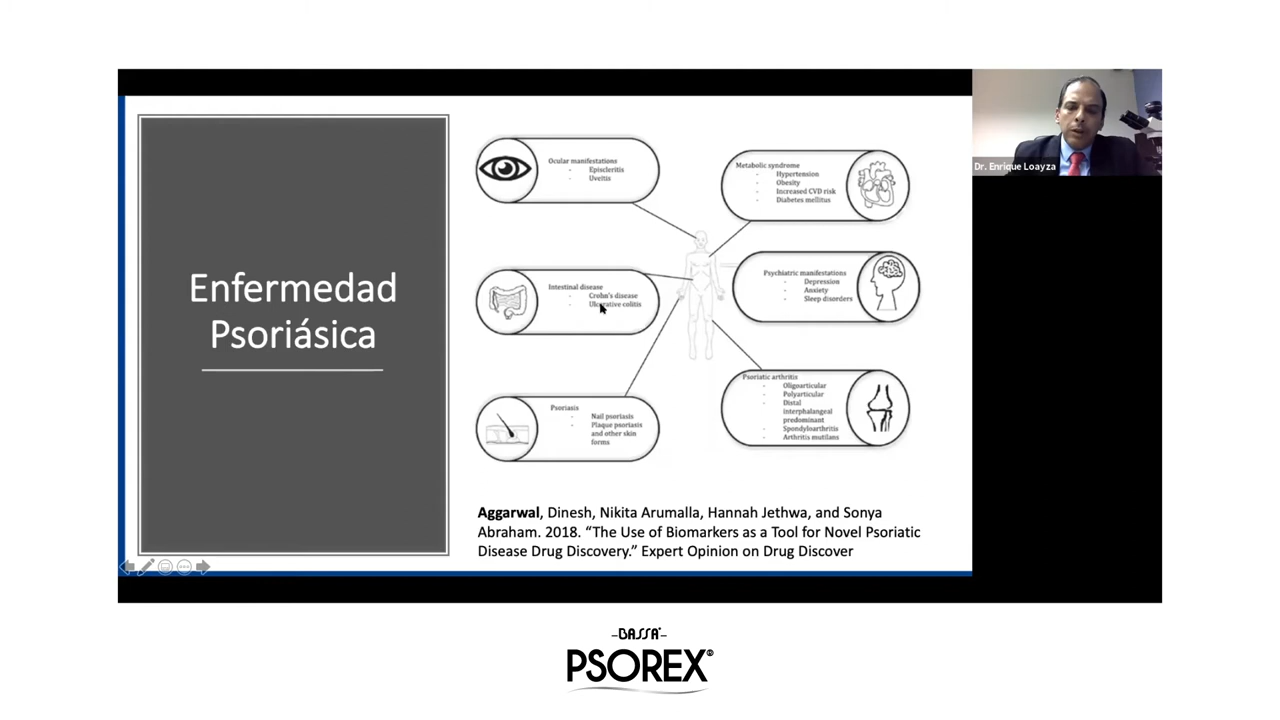 Enfermedad
Psoriásica
Ocular manifestations
- Episcleritis
- Uveitis
Intestinal disease
- Crohn's disease
- Ulcerative colitis
Psoriasis
- Nail psoriasis
- Plaque psoriasis
and other skin
forms
Metabolic syndrome
- Hypertension
- Obesity
- Increased CVD risk
- Diabetes mellitus
Psychiatric manifestations
- Depression
- Anxiety
- Sleep disorders
Psoriatic arthritis
- Oligoarticular
- Polyarticular
- Distal
interphalangeal
predominant
- Spondyloarthritis
- Arthritis mutilans
Aggarwal, Dinesh, Nikita Arumalla, Hannah Jethwa, and Sonya
Abraham. 2018. “The Use of Biomarkers as a Tool for Novel Psoriatic
Disease Drug Discovery.” Expert Opinion on Drug Discover
Dr. Enrique Loayza
BASSA
PSOREX®